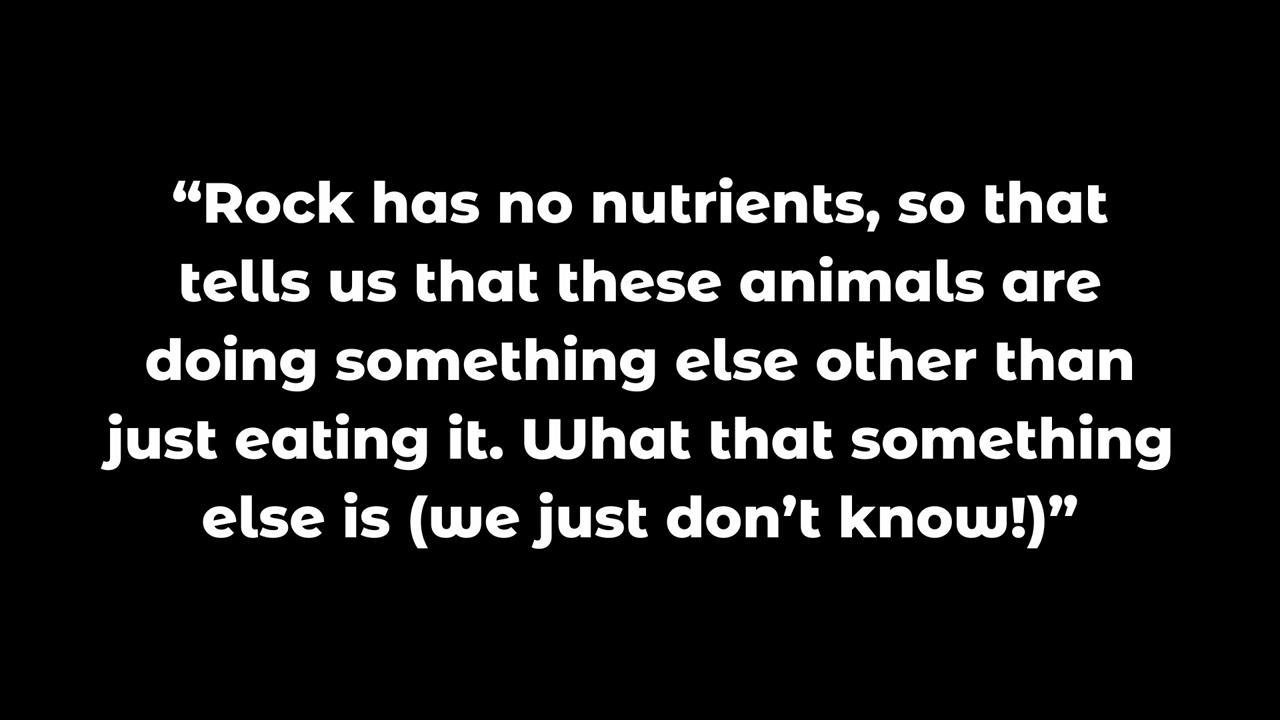 “Rock has no nutrients, so that
tells us that these animals are
doing something else other than
just eating it. What that something
else is (we just don’t know!)”